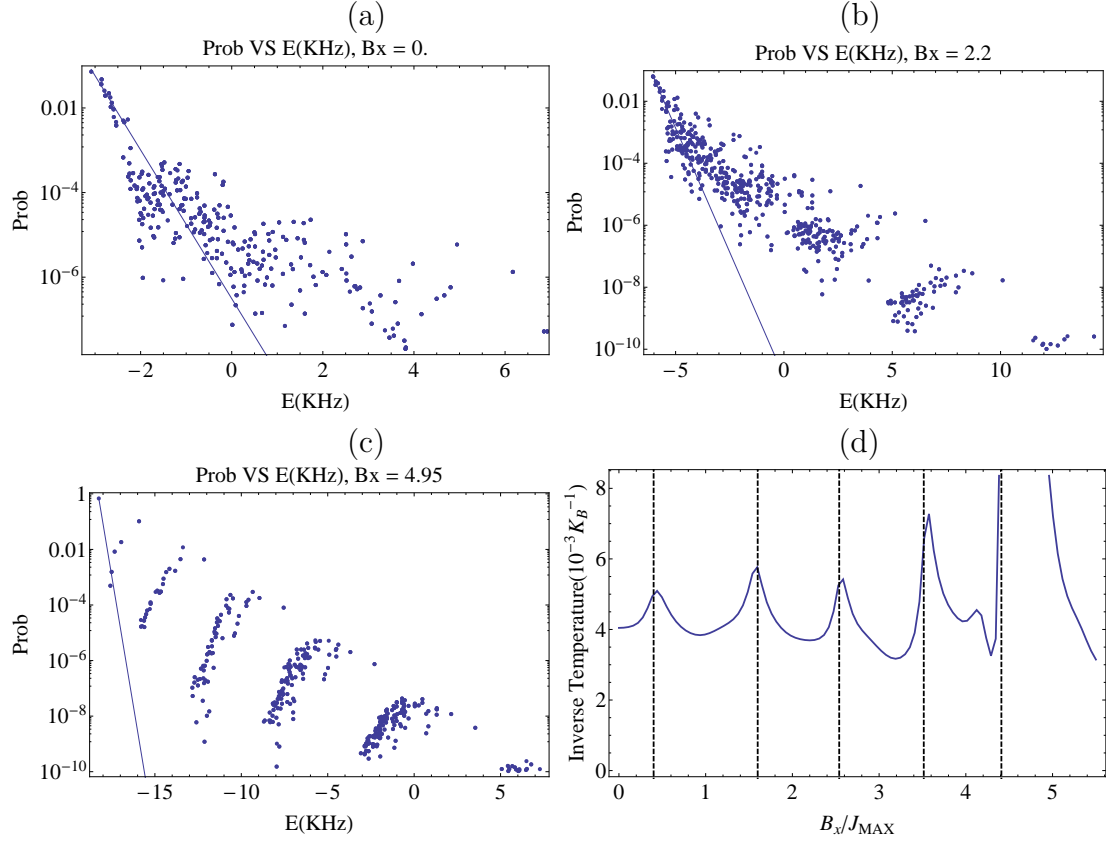 (a)
Prob VS E(KHz), Bx = 0.
Prob
0.01
10⁻⁴
10⁻⁶
−2 0 2 4 6
E(KHz)
(b)
Prob VS E(KHz), Bx = 2.2
Prob
0.01
10⁻⁴
10⁻⁶
10⁻⁸
10⁻¹⁰
−5 0 5 10
E(KHz)
(c)
Prob VS E(KHz), Bx = 4.95
Prob
1
0.01
10⁻⁴
10⁻⁶
10⁻⁸
10⁻¹⁰
−15 −10 −5 0 5
E(KHz)
(d)
Inverse Temperature(10⁻³K_B⁻¹)
8
6
4
2
0
0 1 2 3 4 5
Bₓ/J_MAX